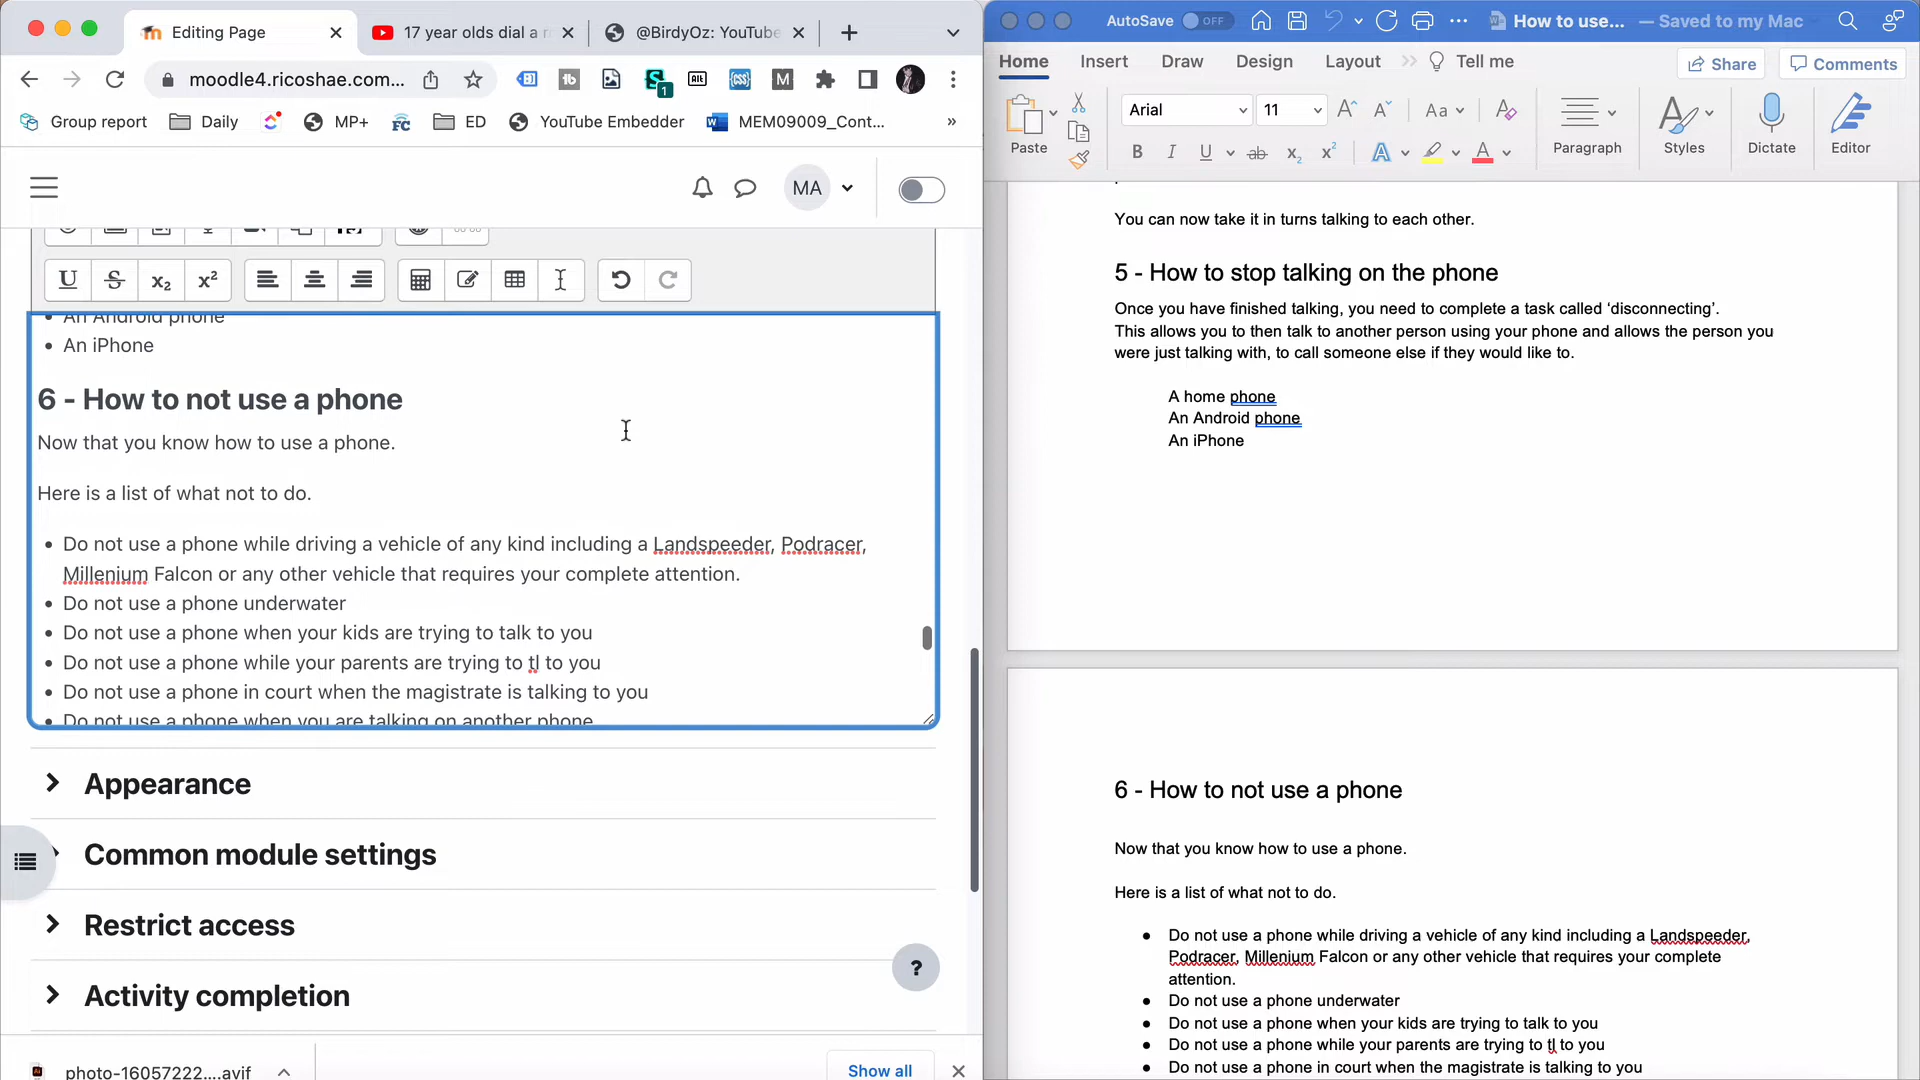 Editing Page
17 year olds dial a
@BirdyOz: YouTube
moodle4.ricoshae.com...
Group report
Daily
MP+
ED
YouTube Embedder
MEM09009_Cont...
MA
An Android phone
An iPhone
6 - How to not use a phone
Now that you know how to use a phone.
Here is a list of what not to do.
Do not use a phone while driving a vehicle of any kind including a Landspeeder, Podracer,
Millenium Falcon or any other vehicle that requires your complete attention.
Do not use a phone underwater
Do not use a phone when your kids are trying to talk to you
Do not use a phone while your parents are trying to tl to you
Do not use a phone in court when the magistrate is talking to you
Do not use a phone when you are talking on another phone
Appearance
Common module settings
Restrict access
Activity completion
?
photo-16057222....avif
Show all
AutoSave OFF
How to use... — Saved to my Mac
Home Insert Draw Design Layout Tell me
Share
Comments
Arial
11
Paste
Paragraph
Styles
Dictate
Editor
You can now take it in turns talking to each other.
5 - How to stop talking on the phone
Once you have finished talking, you need to complete a task called ‘disconnecting’.
This allows you to then talk to another person using your phone and allows the person you
were just talking with, to call someone else if they would like to.
A home phone
An Android phone
An iPhone
6 - How to not use a phone
Now that you know how to use a phone.
Here is a list of what not to do.
Do not use a phone while driving a vehicle of any kind including a Landspeeder,
Podracer, Millenium Falcon or any other vehicle that requires your complete
attention.
Do not use a phone underwater
Do not use a phone when your kids are trying to talk to you
Do not use a phone while your parents are trying to tl to you
Do not use a phone in court when the magistrate is talking to you